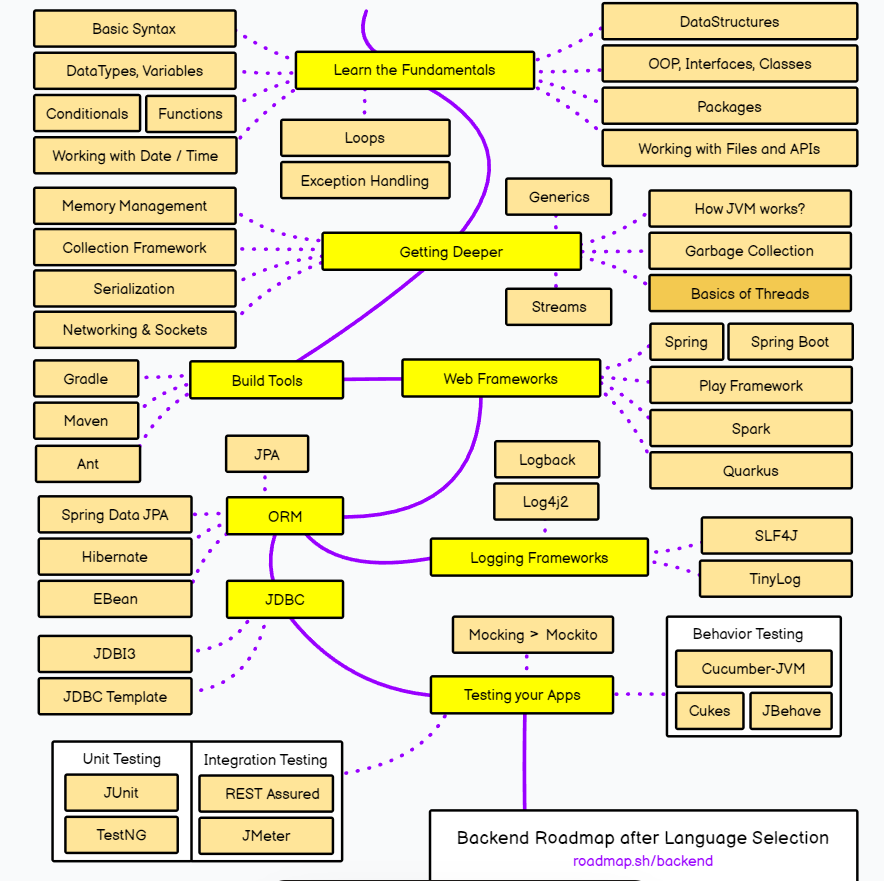 Basic Syntax
DataTypes, Variables
Conditionals
Functions
Working with Date / Time
Learn the Fundamentals
Loops
Exception Handling
DataStructures
OOP, Interfaces, Classes
Packages
Working with Files and APIs
Memory Management
Collection Framework
Serialization
Networking & Sockets
Generics
Getting Deeper
Streams
How JVM works?
Garbage Collection
Basics of Threads
Gradle
Maven
Ant
Build Tools
Web Frameworks
Spring
Spring Boot
Play Framework
Spark
Quarkus
JPA
Spring Data JPA
Hibernate
EBean
ORM
Logback
Log4j2
Logging Frameworks
SLF4J
TinyLog
JDBC
JDBI3
JDBC Template
Mocking > Mockito
Testing your Apps
Behavior Testing
Cucumber-JVM
Cukes
JBehave
Unit Testing
JUnit
TestNG
Integration Testing
REST Assured
JMeter
Backend Roadmap after Language Selection
roadmap.sh/backend